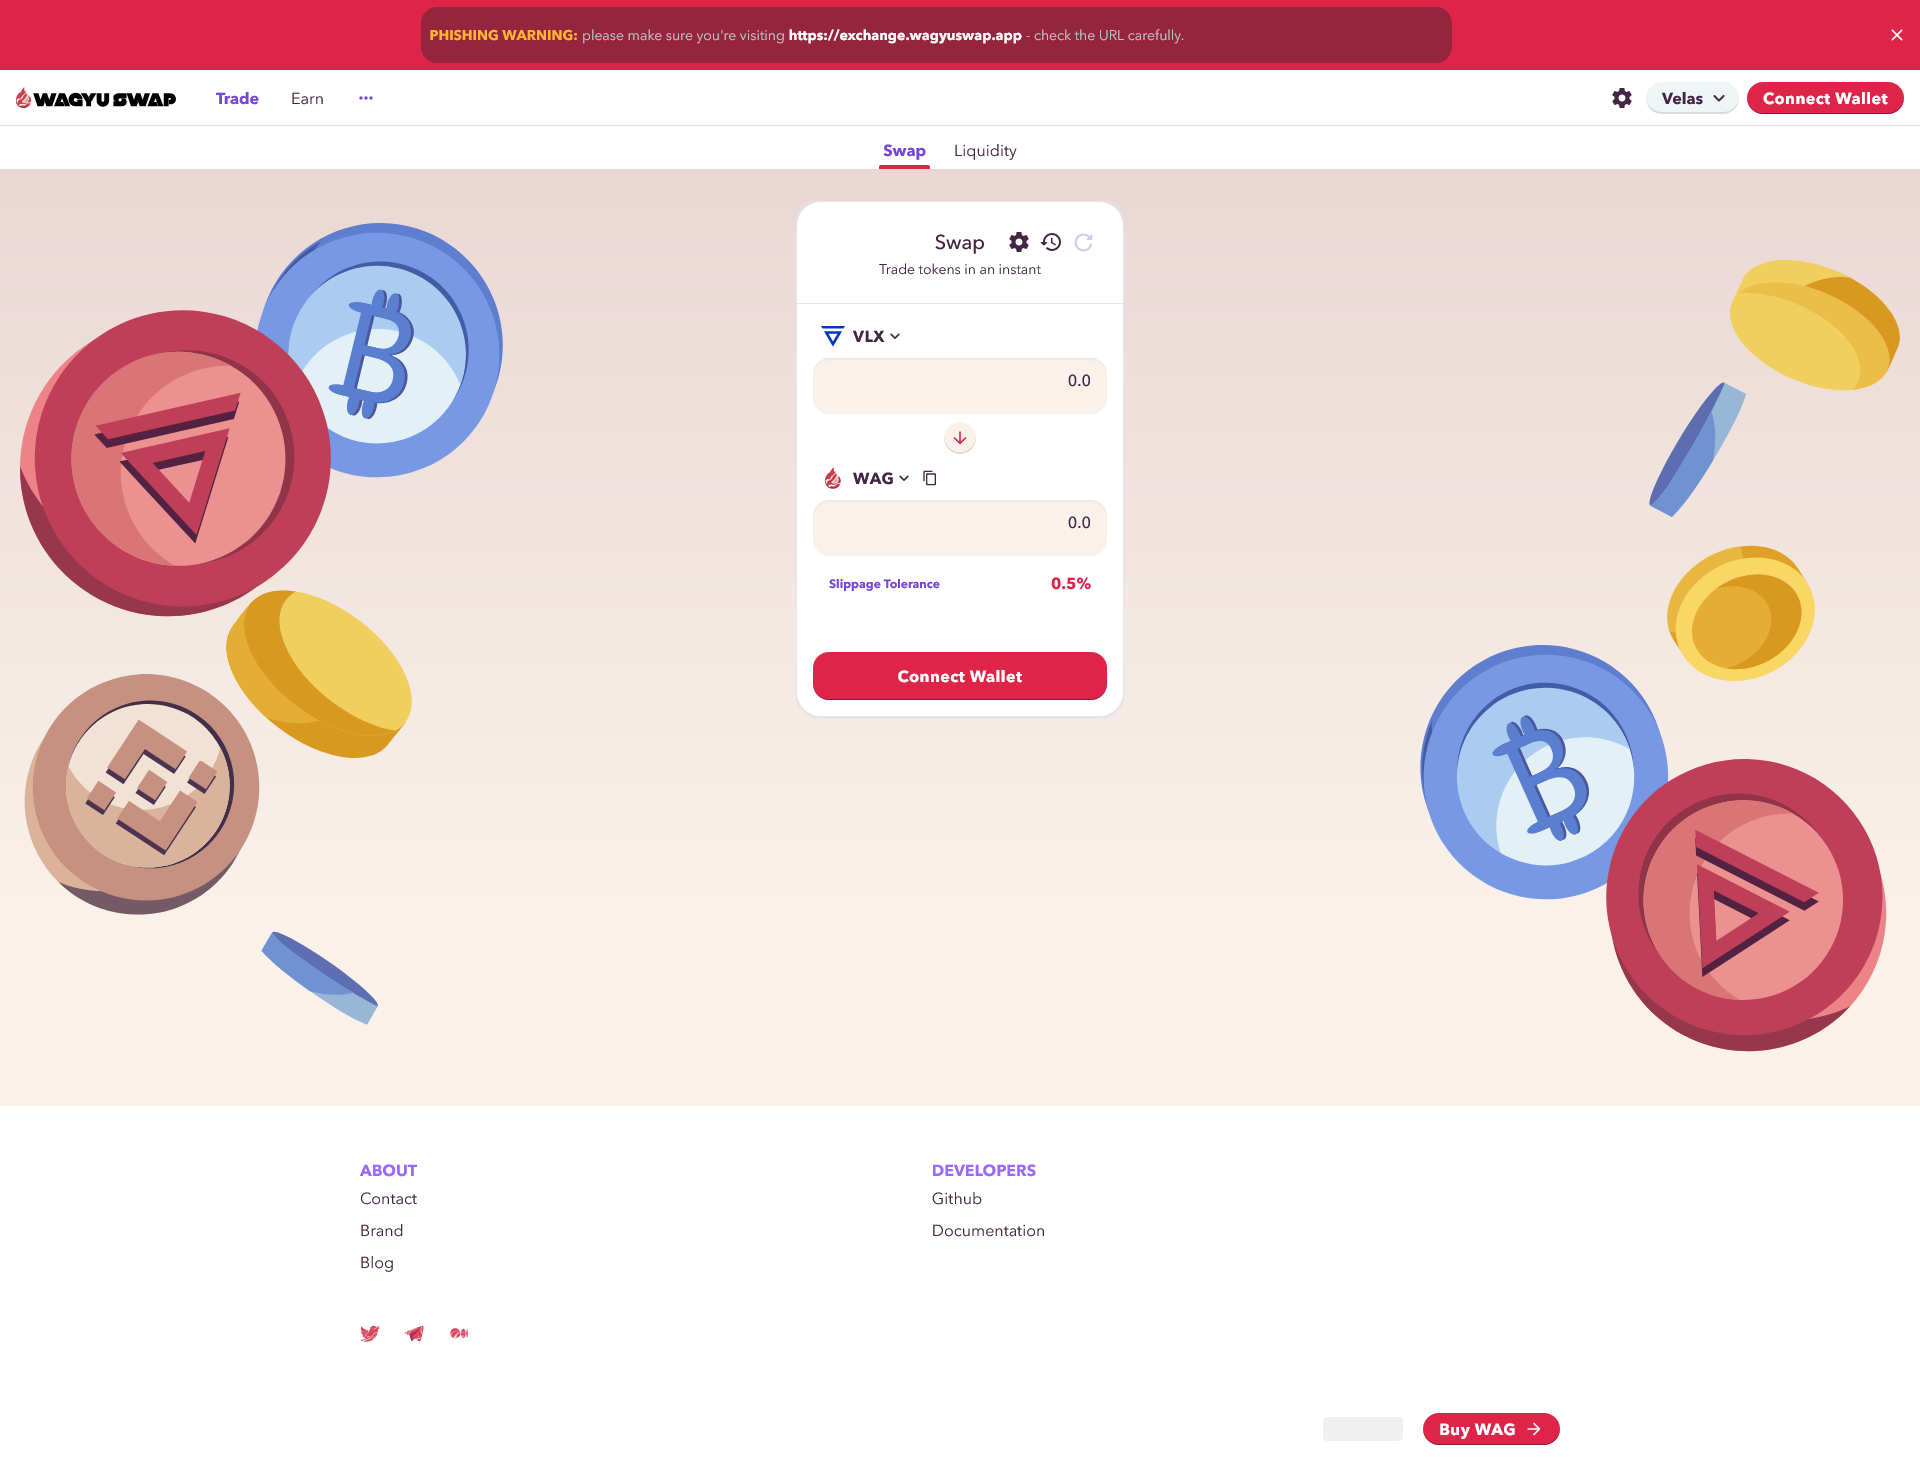 PHISHING WARNING: please make sure you're visiting https://exchange.wagyuswap.app - check the URL carefully.
WAGYU SWAP
Trade
Earn
Velas
Connect Wallet
Swap
Liquidity
Swap
Trade tokens in an instant
VLX
0.0
WAG
0.0
Slippage Tolerance
0.5%
Connect Wallet
ABOUT
Contact
Brand
Blog
DEVELOPERS
Github
Documentation
Buy WAG